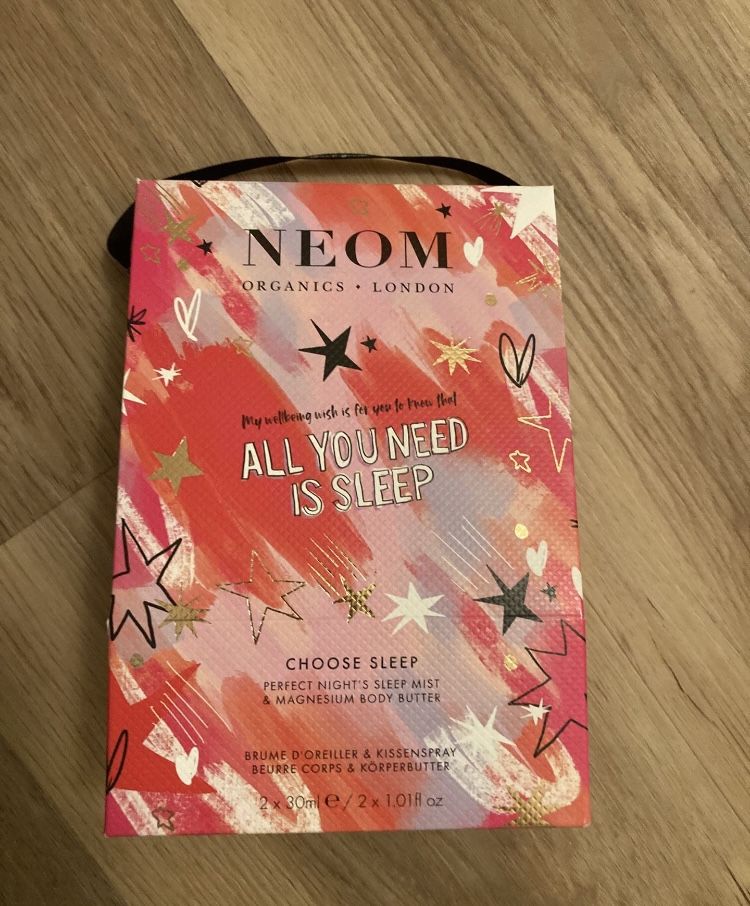 NEOM
ORGANICS • LONDON
My wellbeing wish is for you to know that
ALL YOU NEED
IS SLEEP
CHOOSE SLEEP
PERFECT NIGHT'S SLEEP MIST
& MAGNESIUM BODY BUTTER
BRUME D'OREILLER & KISSENSPRAY
BEURRE CORPS & KÖRPERBUTTER
2 x 30ml ℮ / 2 x 1.01fl oz